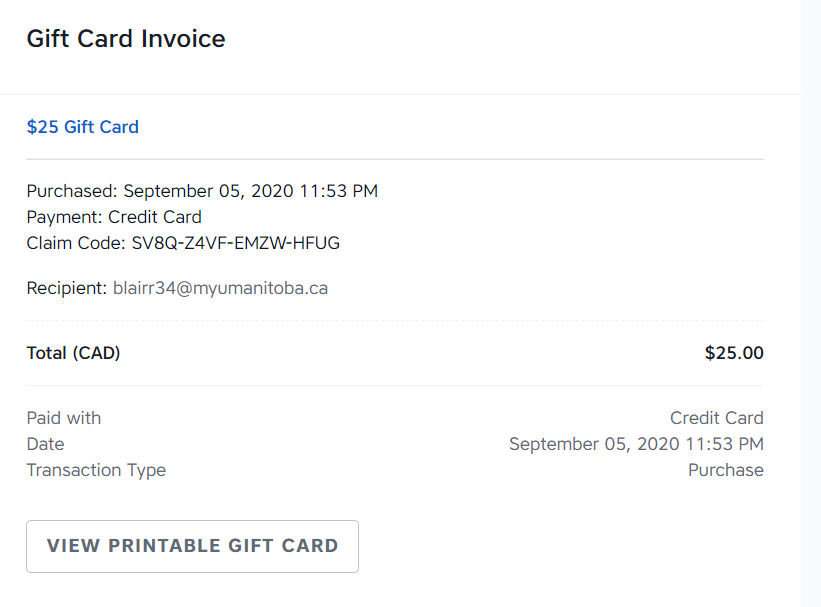 Gift Card Invoice
$25 Gift Card
Purchased: September 05, 2020 11:53 PM
Payment: Credit Card
Claim Code: SV8Q-Z4VF-EMZW-HFUG
Recipient: blairr34@myumanitoba.ca
Total (CAD) $25.00
Paid with Credit Card
Date September 05, 2020 11:53 PM
Transaction Type Purchase
VIEW PRINTABLE GIFT CARD